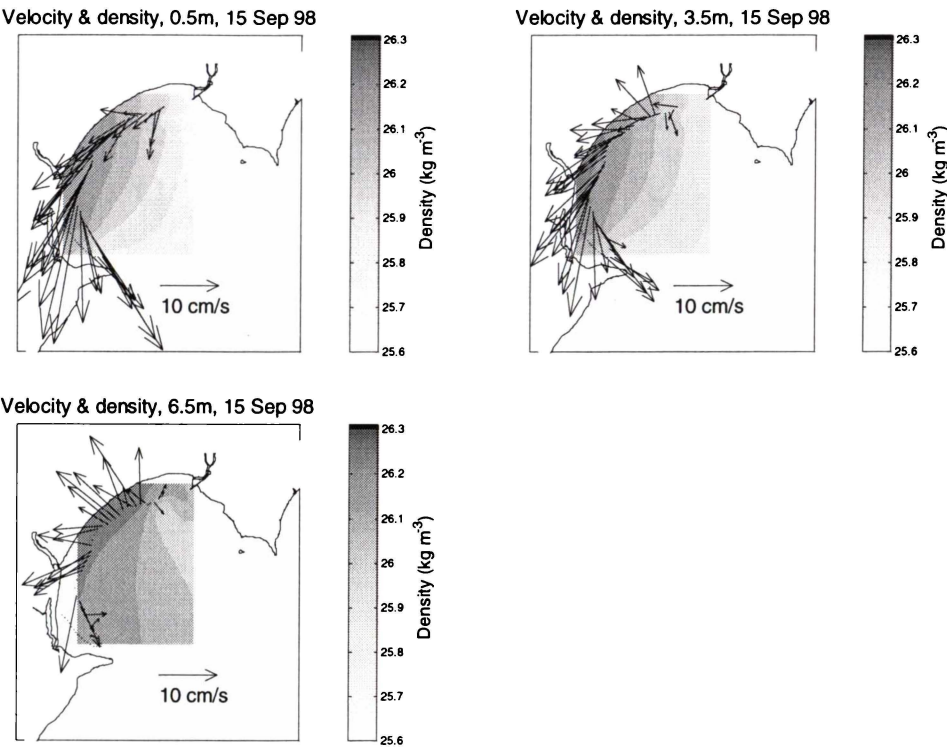 Velocity & density, 0.5m, 15 Sep 98
26.3
26.2
26.1
26
25.9
25.8
25.7
25.6
Density (kg m-3)
10 cm/s
Velocity & density, 3.5m, 15 Sep 98
26.3
26.2
26.1
26
25.9
25.8
25.7
25.6
Density (kg m-3)
10 cm/s
Velocity & density, 6.5m, 15 Sep 98
26.3
26.2
26.1
26
25.9
25.8
25.7
25.6
Density (kg m-3)
10 cm/s